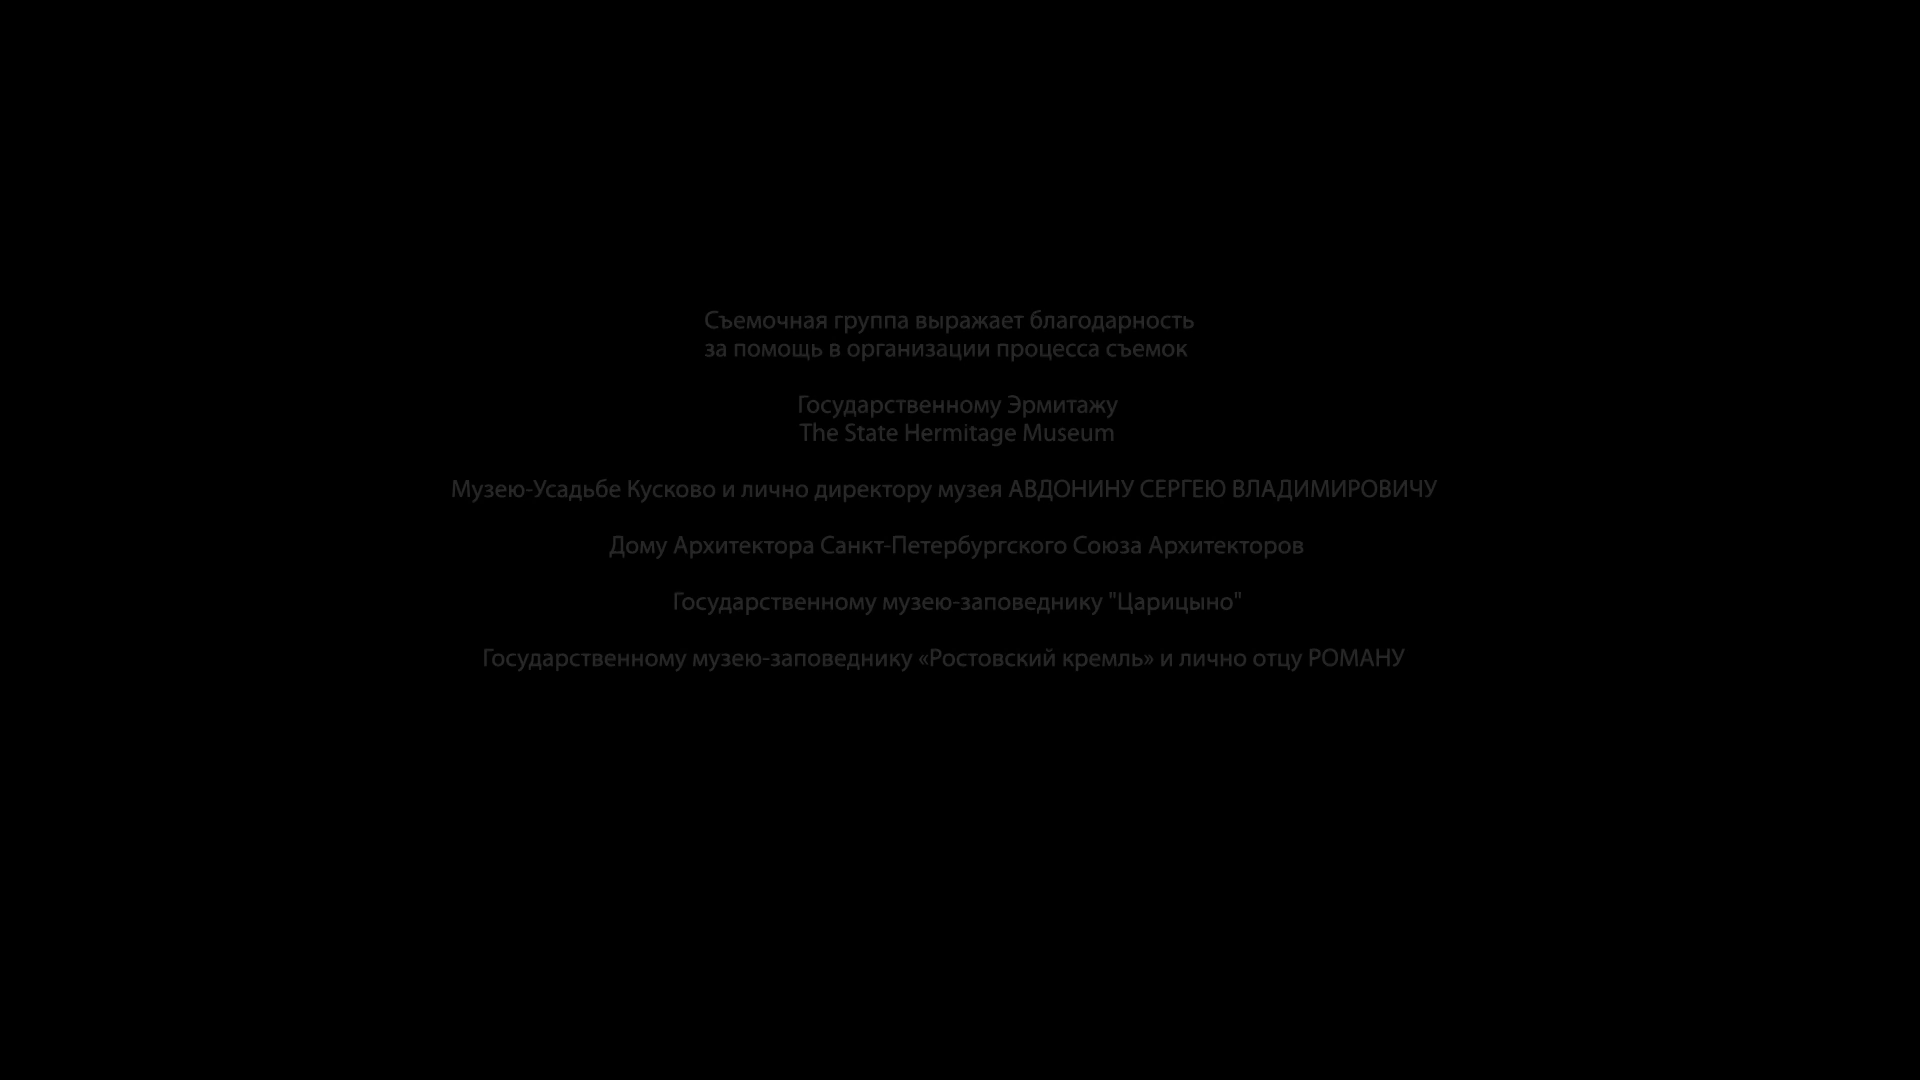 Съемочная группа выражает благодарность
за помощь в организации процесса съемок
Государственному Эрмитажу
The State Hermitage Museum
Музею-Усадьбе Кусково и лично директору музея АВДОНИНУ СЕРГЕЮ ВЛАДИМИРОВИЧУ
Дому Архитектора Санкт-Петербургского Союза Архитекторов
Государственному музею-заповеднику "Царицыно"
Государственному музею-заповеднику «Ростовский кремль» и лично отцу РОМАНУ